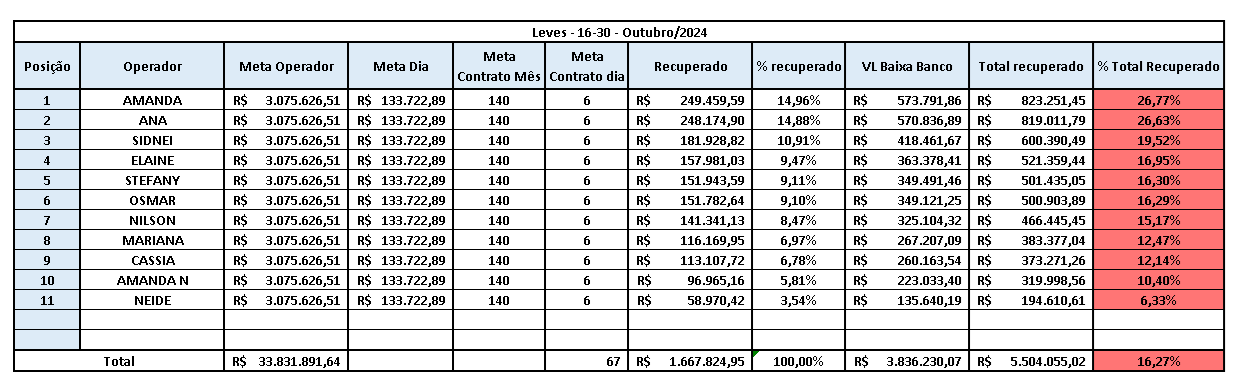 Leves - 16-30 - Outubro/2024
Posição Operador Meta Operador Meta Dia Meta Contrato Mês Meta Contrato dia Recuperado % recuperado VL Baixa Banco Total recuperado % Total Recuperado
1 AMANDA R$ 3.075.626,51 R$ 133.722,89 140 6 R$ 249.459,59 14,96% R$ 573.791,86 R$ 823.251,45 26,77%
2 ANA R$ 3.075.626,51 R$ 133.722,89 140 6 R$ 248.174,90 14,88% R$ 570.836,89 R$ 819.011,79 26,63%
3 SIDNEI R$ 3.075.626,51 R$ 133.722,89 140 6 R$ 181.928,82 10,91% R$ 418.461,67 R$ 600.390,49 19,52%
4 ELAINE R$ 3.075.626,51 R$ 133.722,89 140 6 R$ 157.981,03 9,47% R$ 363.378,41 R$ 521.359,44 16,95%
5 STEFANY R$ 3.075.626,51 R$ 133.722,89 140 6 R$ 151.943,59 9,11% R$ 349.491,46 R$ 501.435,05 16,30%
6 OSMAR R$ 3.075.626,51 R$ 133.722,89 140 6 R$ 151.782,64 9,10% R$ 349.121,25 R$ 500.903,89 16,29%
7 NILSON R$ 3.075.626,51 R$ 133.722,89 140 6 R$ 141.341,13 8,47% R$ 325.104,32 R$ 466.445,45 15,17%
8 MARIANA R$ 3.075.626,51 R$ 133.722,89 140 6 R$ 116.169,95 6,97% R$ 267.207,09 R$ 383.377,04 12,47%
9 CASSIA R$ 3.075.626,51 R$ 133.722,89 140 6 R$ 113.107,72 6,78% R$ 260.163,54 R$ 373.271,26 12,14%
10 AMANDA N R$ 3.075.626,51 R$ 133.722,89 140 6 R$ 96.965,16 5,81% R$ 223.033,40 R$ 319.998,56 10,40%
11 NEIDE R$ 3.075.626,51 R$ 133.722,89 140 6 R$ 58.970,42 3,54% R$ 135.640,19 R$ 194.610,61 6,33%
Total R$ 33.831.891,64 67 R$ 1.667.824,95 100,00% R$ 3.836.230,07 R$ 5.504.055,02 16,27%